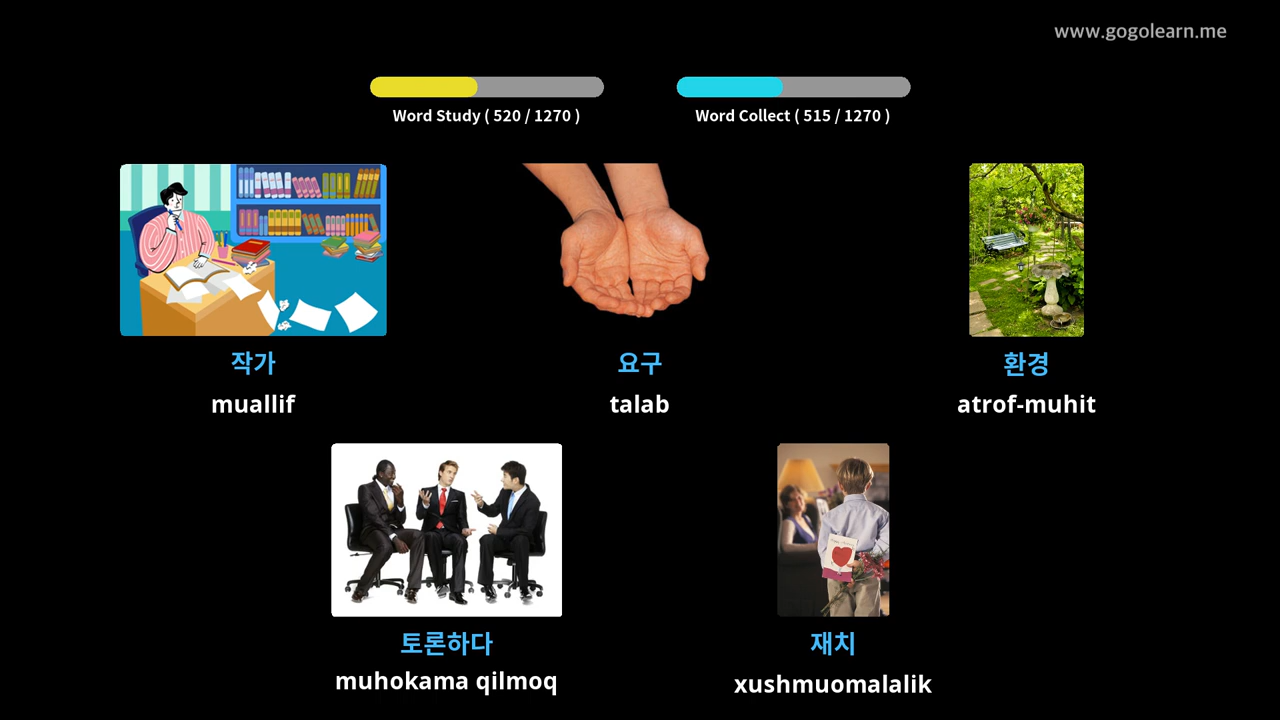 www.gogolearn.me
Word Study ( 520 / 1270 )
Word Collect ( 515 / 1270 )
작가
요구
환경
muallif
talab
atrof-muhit
토론하다
재치
muhokama qilmoq
xushmuomalalik